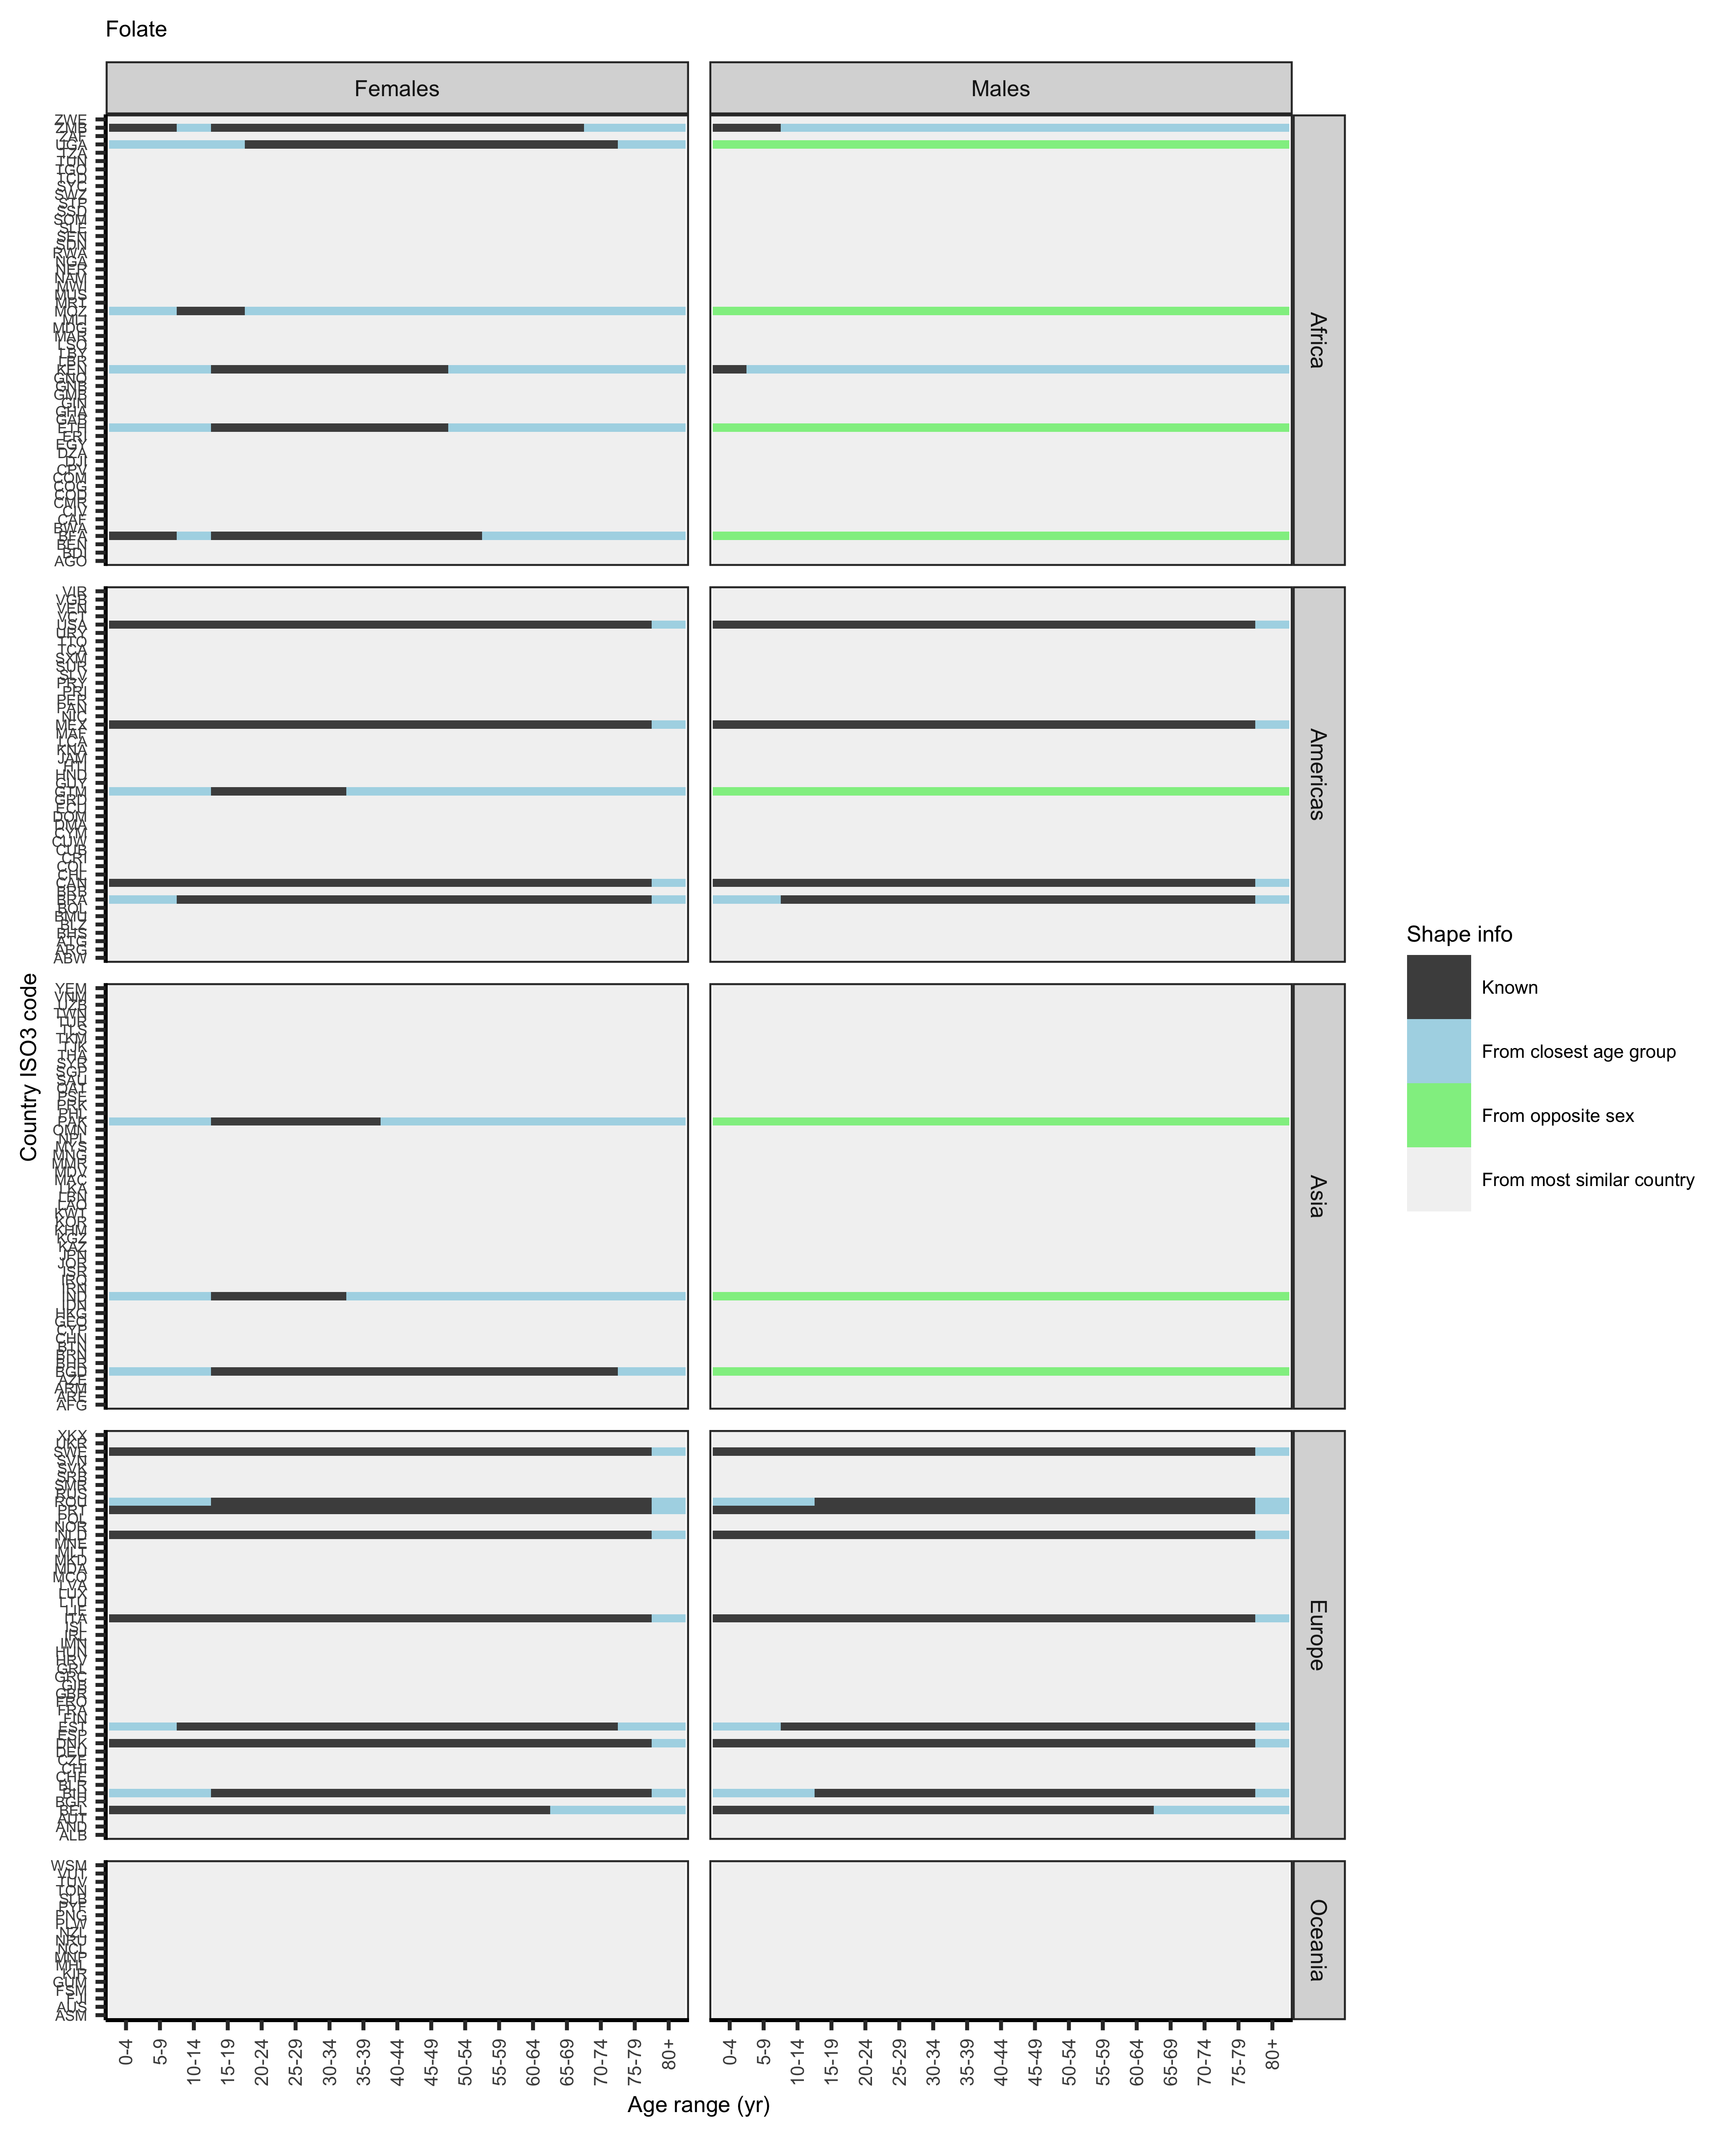 Folate
Females
Males
ZWE
ZMB
ZAF
UGA
TZA
TUN
TGO
TCD
SYC
SWZ
STP
SSD
SOM
SLE
SEN
SDN
RWA
NGA
NER
NAM
MWI
MUS
MRT
MOZ
MLI
MDG
MAR
LSO
LBY
LBR
KEN
GNQ
GNB
GMB
GIN
GHA
GAB
ETH
ERI
EGY
DZA
DJI
CPV
COM
COG
COD
CMR
CIV
CAF
BWA
BFA
BEN
BDI
AGO
Africa
VIR
VGB
VEN
VCT
USA
URY
TTO
TCA
SXM
SUR
SLV
PRY
PRI
PER
PAN
NIC
MEX
MAF
LCA
KNA
JAM
HTI
HND
GUY
GTM
GRD
ECU
DOM
DMA
CYM
CUW
CUB
CRI
COL
CHL
CAN
BRB
BRA
BOL
BMU
BLZ
BHS
ATG
ARG
ABW
Americas
YEM
VNM
UZB
TWN
TUR
TLS
TKM
TJK
THA
SYR
SGP
SAU
QAT
PSE
PRK
PHL
PAK
OMN
NPL
MYS
MNG
MMR
MDV
MAC
LKA
LBN
LAO
KWT
KOR
KHM
KGZ
KAZ
JPN
JOR
ISR
IRQ
IRN
IND
IDN
HKG
GEO
CYP
CHN
BTN
BRN
BHR
BGD
AZE
ARM
ARE
AFG
Asia
XKX
UKR
SWE
SVN
SVK
SRB
SMR
RUS
ROU
PRT
POL
NOR
NLD
MNE
MLT
MKD
MDA
MCO
LVA
LUX
LTU
LIE
ITA
ISL
IRL
IMN
HUN
HRV
GRL
GRC
GIB
GBR
FRO
FRA
FIN
EST
ESP
DNK
DEU
CZE
CHI
CHE
BLR
BIH
BGR
BEL
AUT
AND
ALB
Europe
WSM
VUT
TUV
TON
SLB
PYF
PNG
PLW
NZL
NRU
NCL
MNP
MHL
KIR
GUM
FSM
FJI
AUS
ASM
Oceania
Country ISO3 code
0-4 5-9 10-14 15-19 20-24 25-29 30-34 35-39 40-44 45-49 50-54 55-59 60-64 65-69 70-74 75-79 80+
0-4 5-9 10-14 15-19 20-24 25-29 30-34 35-39 40-44 45-49 50-54 55-59 60-64 65-69 70-74 75-79 80+
Age range (yr)
Shape info
Known
From closest age group
From opposite sex
From most similar country